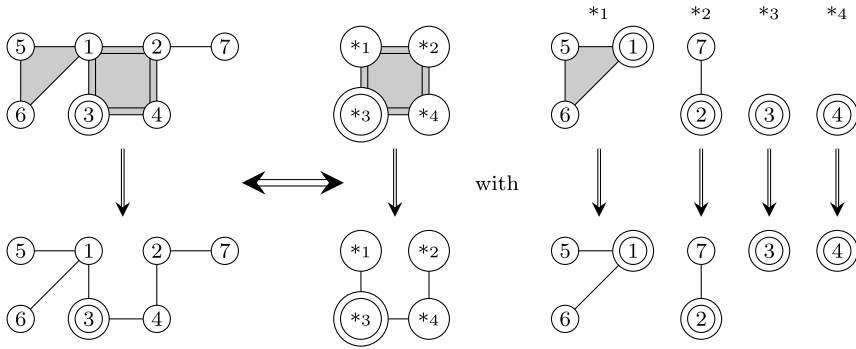 *1 *2 *3 *4
5 1 2 7 *1 *2 5 1 7
6 3 4 *3 *4 6 2 3 4
with
5 1 2 7 *1 *2 5 1 7 3 4
6 3 4 *3 *4 6 2